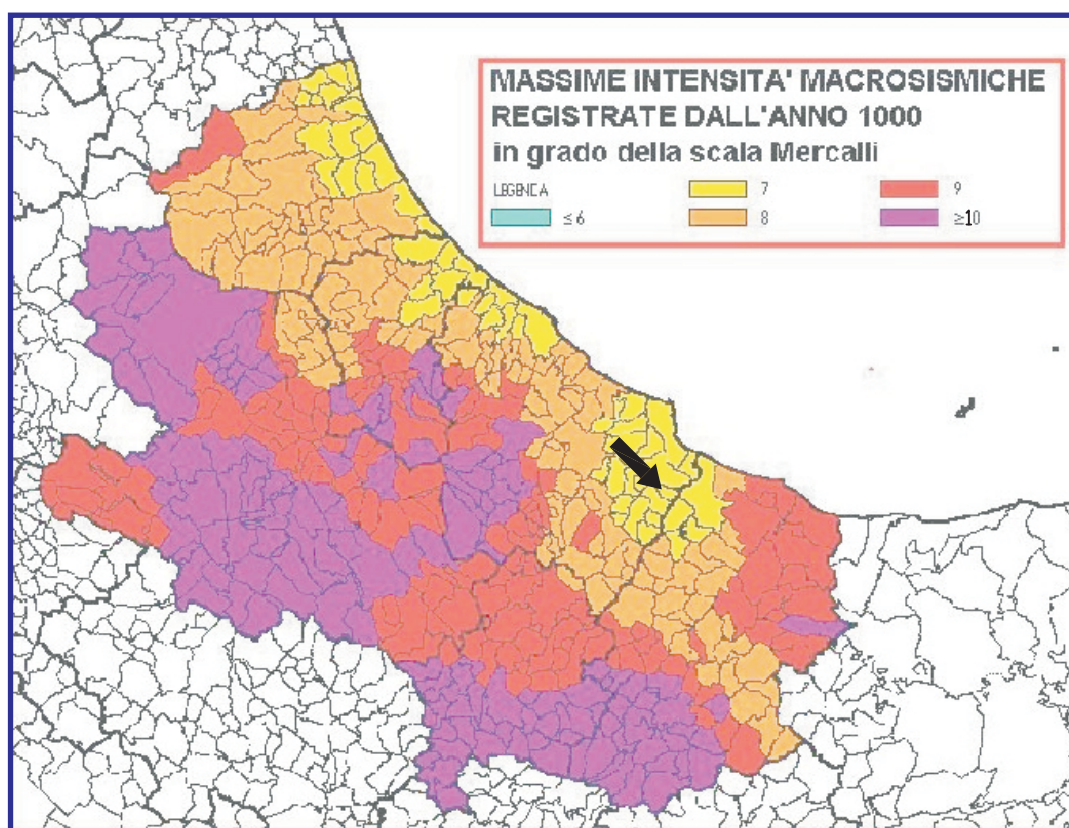 MASSIME INTENSITA' MACROSISMICHE
REGISTRATE DALL'ANNO 1000
in grado della scala Mercalli
LEGENDA 7 9
≤6 8 ≥10